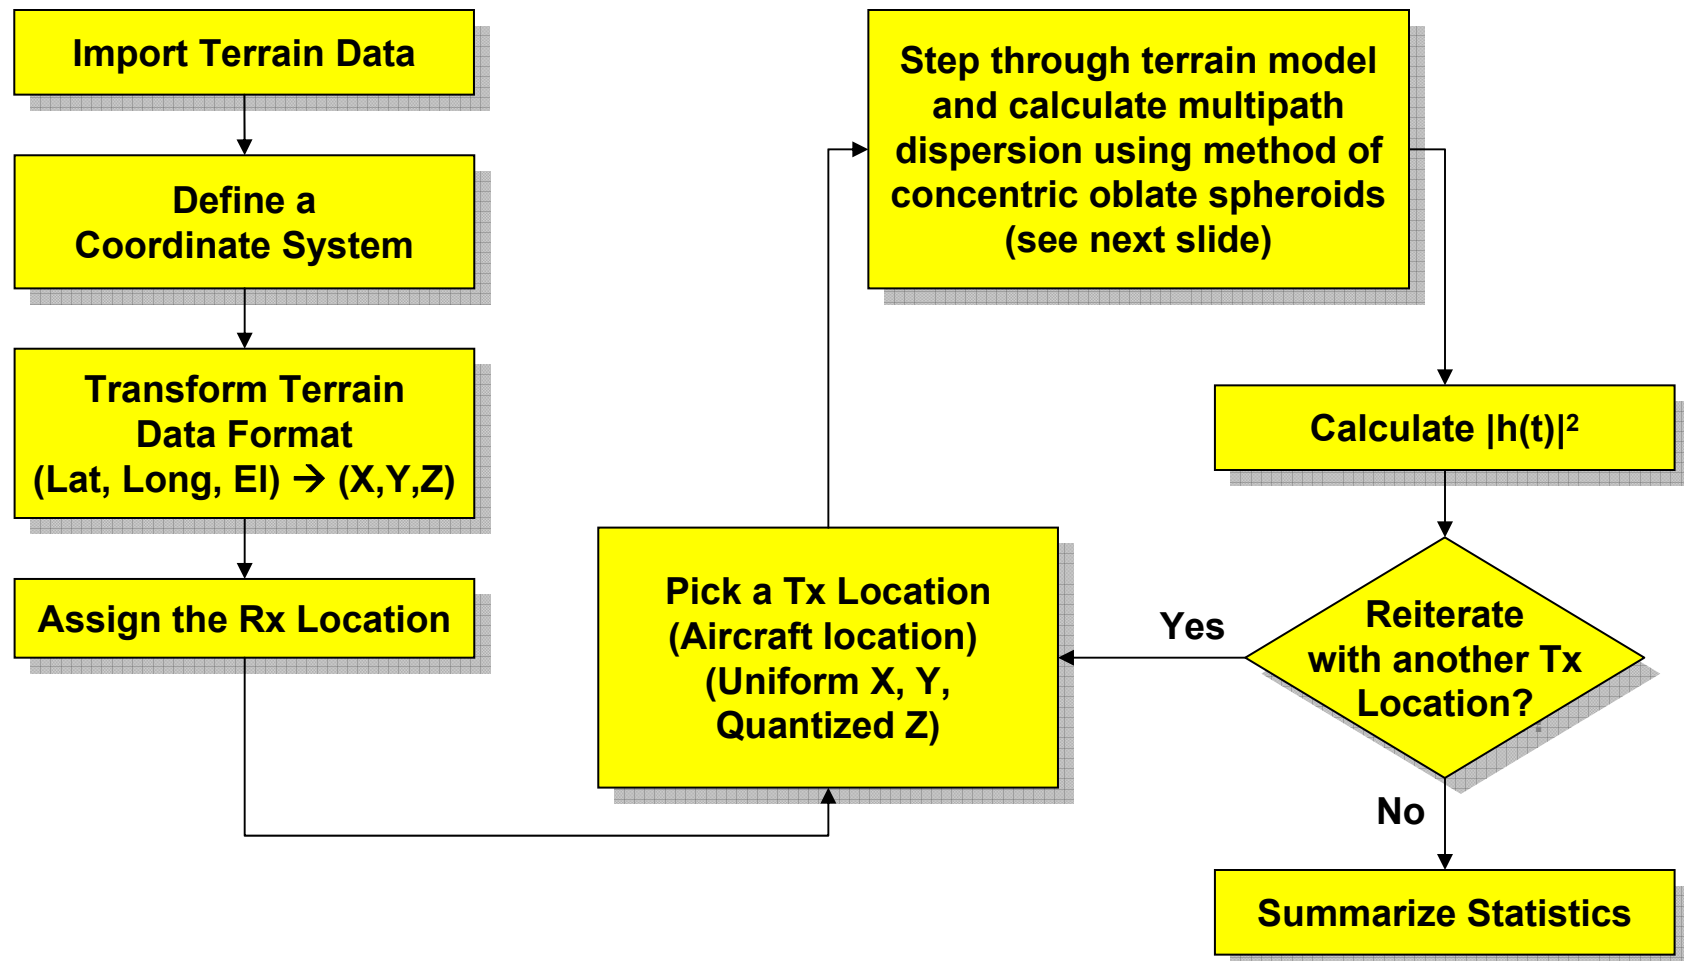 Import Terrain Data
Define a
Coordinate System
Transform Terrain
Data Format
(Lat, Long, El) → (X,Y,Z)
Assign the Rx Location
Pick a Tx Location
(Aircraft location)
(Uniform X, Y,
Quantized Z)
Step through terrain model
and calculate multipath
dispersion using method of
concentric oblate spheroids
(see next slide)
Calculate |h(t)|²
Reiterate
with another Tx
Location?
Yes
No
Summarize Statistics